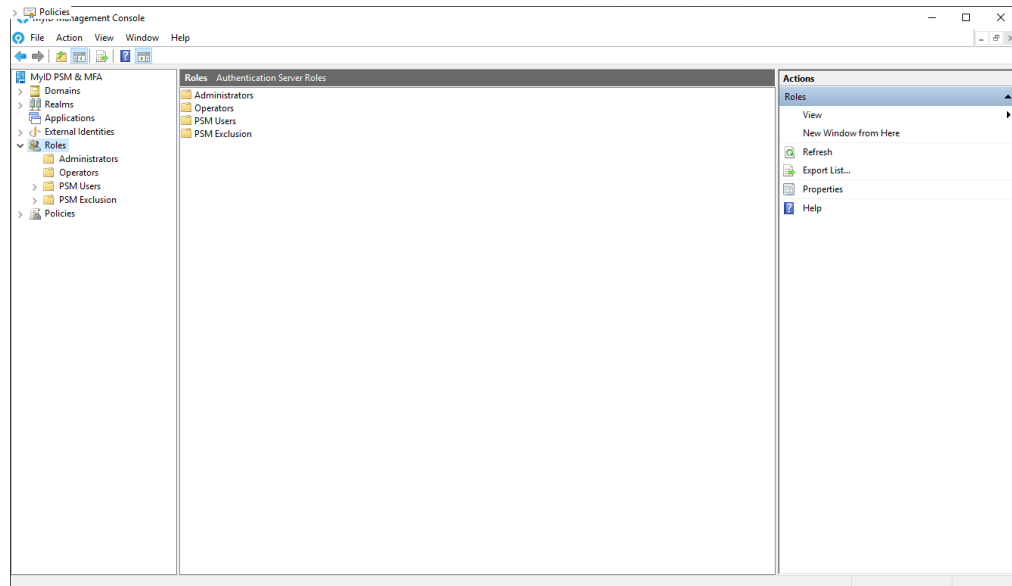 Policies
MyID Management Console
File Action View Window Help
MyID PSM & MFA
Domains
Realms
Applications
External Identities
Roles
Administrators
Operators
PSM Users
PSM Exclusion
Policies
Roles Authentication Server Roles
Administrators
Operators
PSM Users
PSM Exclusion
Actions
Roles
View
New Window from Here
Refresh
Export List...
Properties
Help